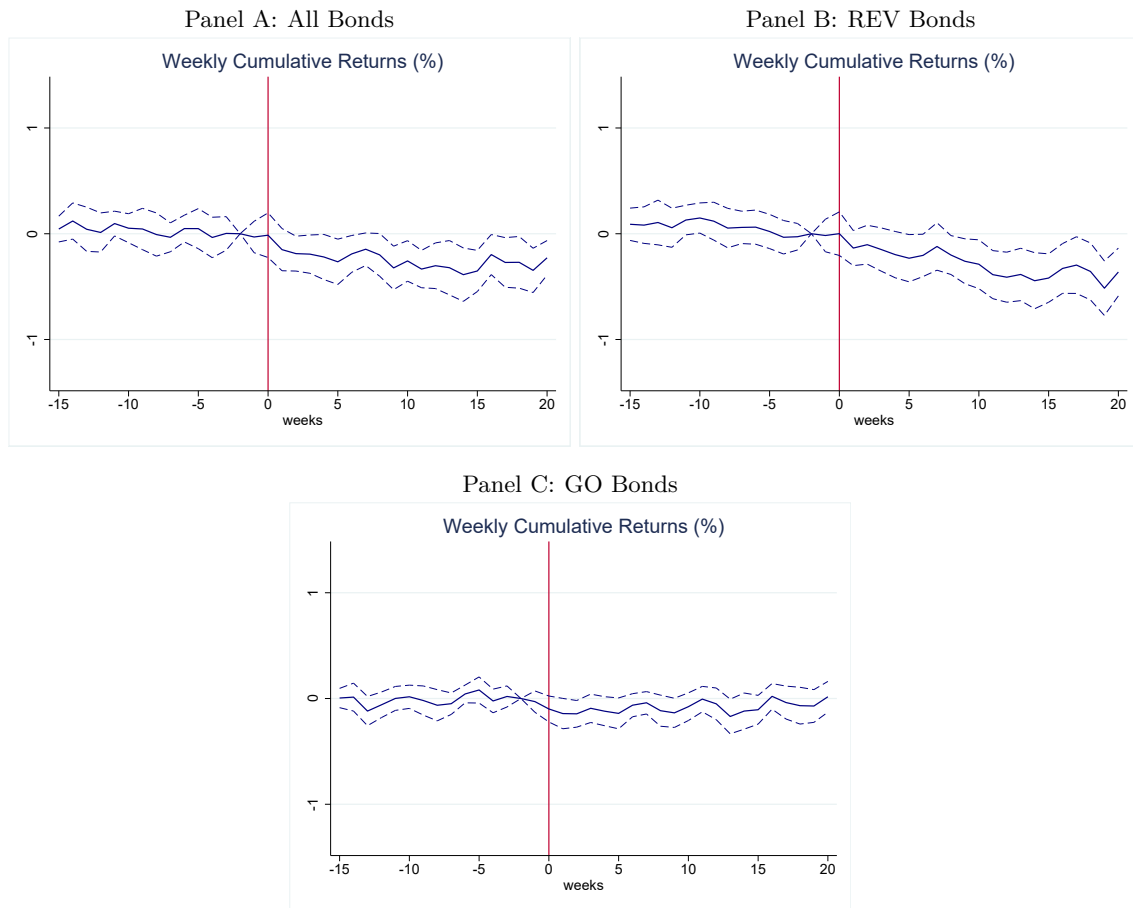 Panel A: All Bonds
Weekly Cumulative Returns (%)
1
0
-1
-15 -10 -5 0 5 10 15 20
weeks
Panel B: REV Bonds
Weekly Cumulative Returns (%)
1
0
-1
-15 -10 -5 0 5 10 15 20
weeks
Panel C: GO Bonds
Weekly Cumulative Returns (%)
1
0
-1
-15 -10 -5 0 5 10 15 20
weeks